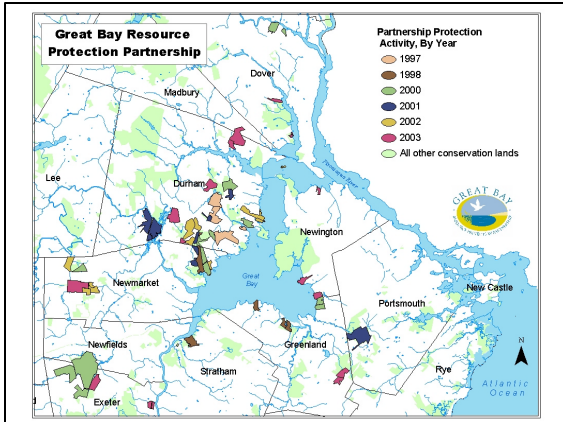 Great Bay Resource
Protection Partnership
Partnership Protection
Activity, By Year
1997
1998
2000
2001
2002
2003
All other conservation lands
Dover
Madbury
Lee
Durham
Piscataqua River
GREAT BAY
Newington
Great
Bay
Newmarket
New Castle
Portsmouth
Newfields
Greenland
Stratham
Rye
N
Atlantic
Ocean
Exeter
d